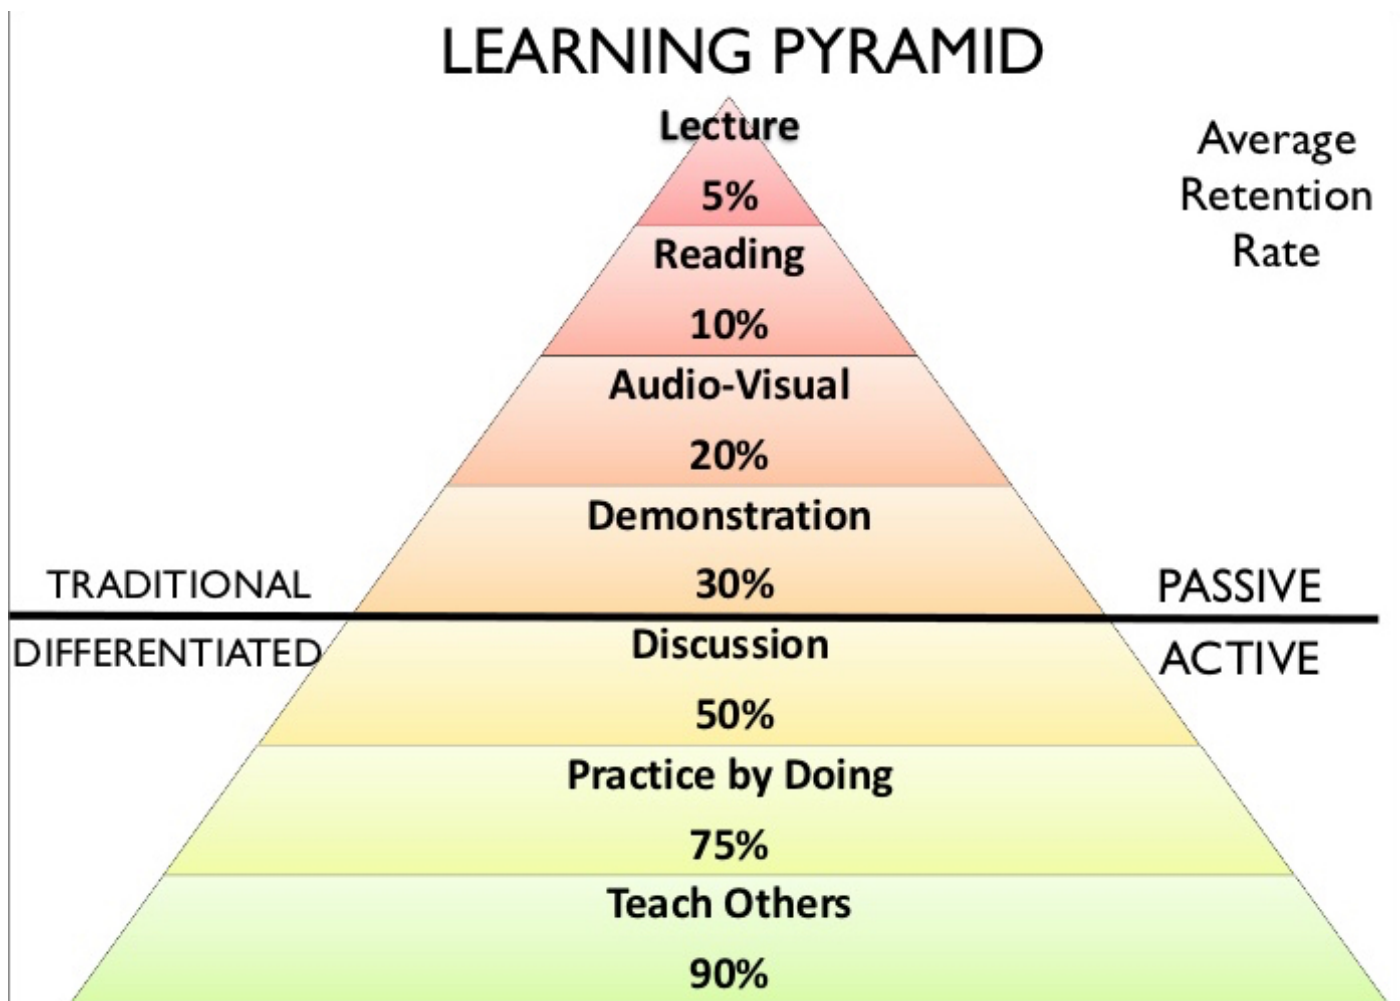 LEARNING PYRAMID
Lecture
5%
Average
Retention
Rate
Reading
10%
Audio-Visual
20%
Demonstration
30%
TRADITIONAL
PASSIVE
DIFFERENTIATED
ACTIVE
Discussion
50%
Practice by Doing
75%
Teach Others
90%